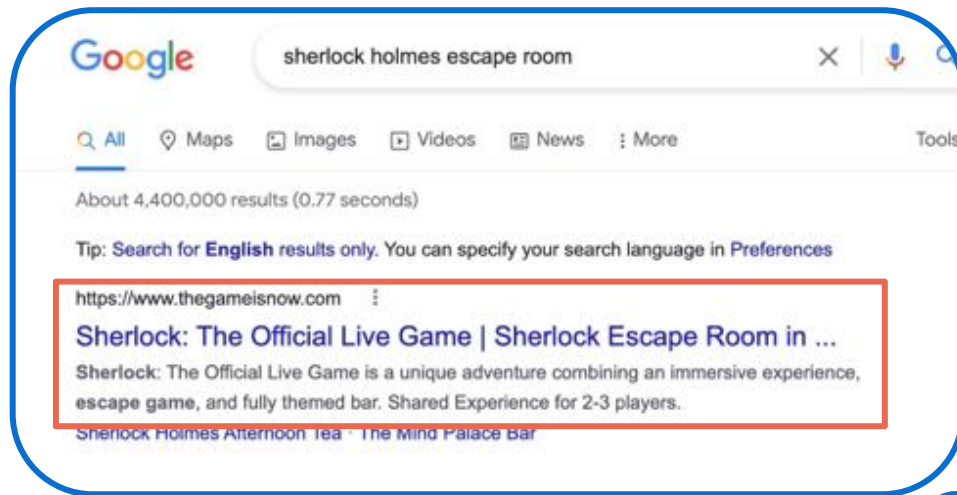 Google
sherlock holmes escape room
All Maps Images Videos News More Tools
About 4,400,000 results (0.77 seconds)
Tip: Search for English results only. You can specify your search language in Preferences
https://www.thegameisnow.com
Sherlock: The Official Live Game | Sherlock Escape Room in ...
Sherlock: The Official Live Game is a unique adventure combining an immersive experience,
escape game, and fully themed bar. Shared Experience for 2-3 players.
Sherlock Holmes Afternoon Tea · The Mind Palace Bar